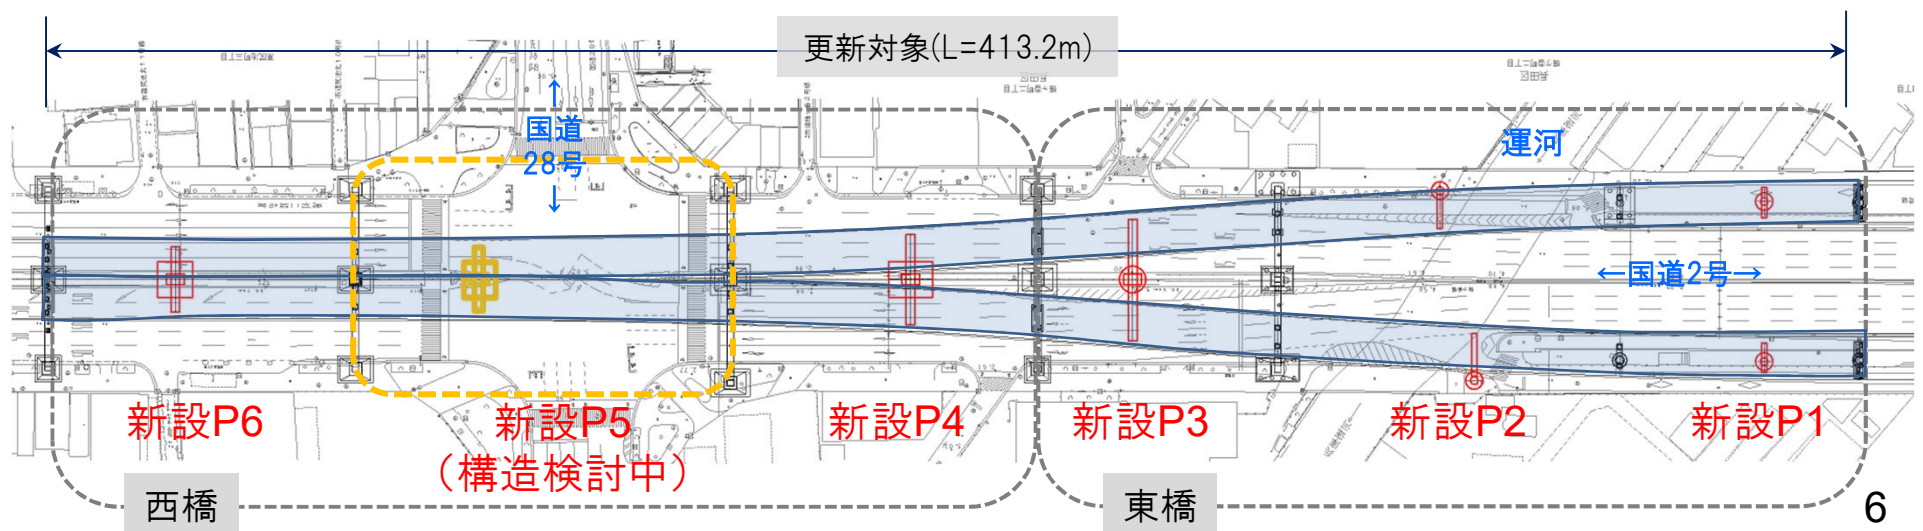 更新対象(L=413.2m)
国道
28号
運河
←国道2号→
新設P6
新設P5
(構造検討中)
新設P4
新設P3
新設P2
新設P1
西橋
東橋
6